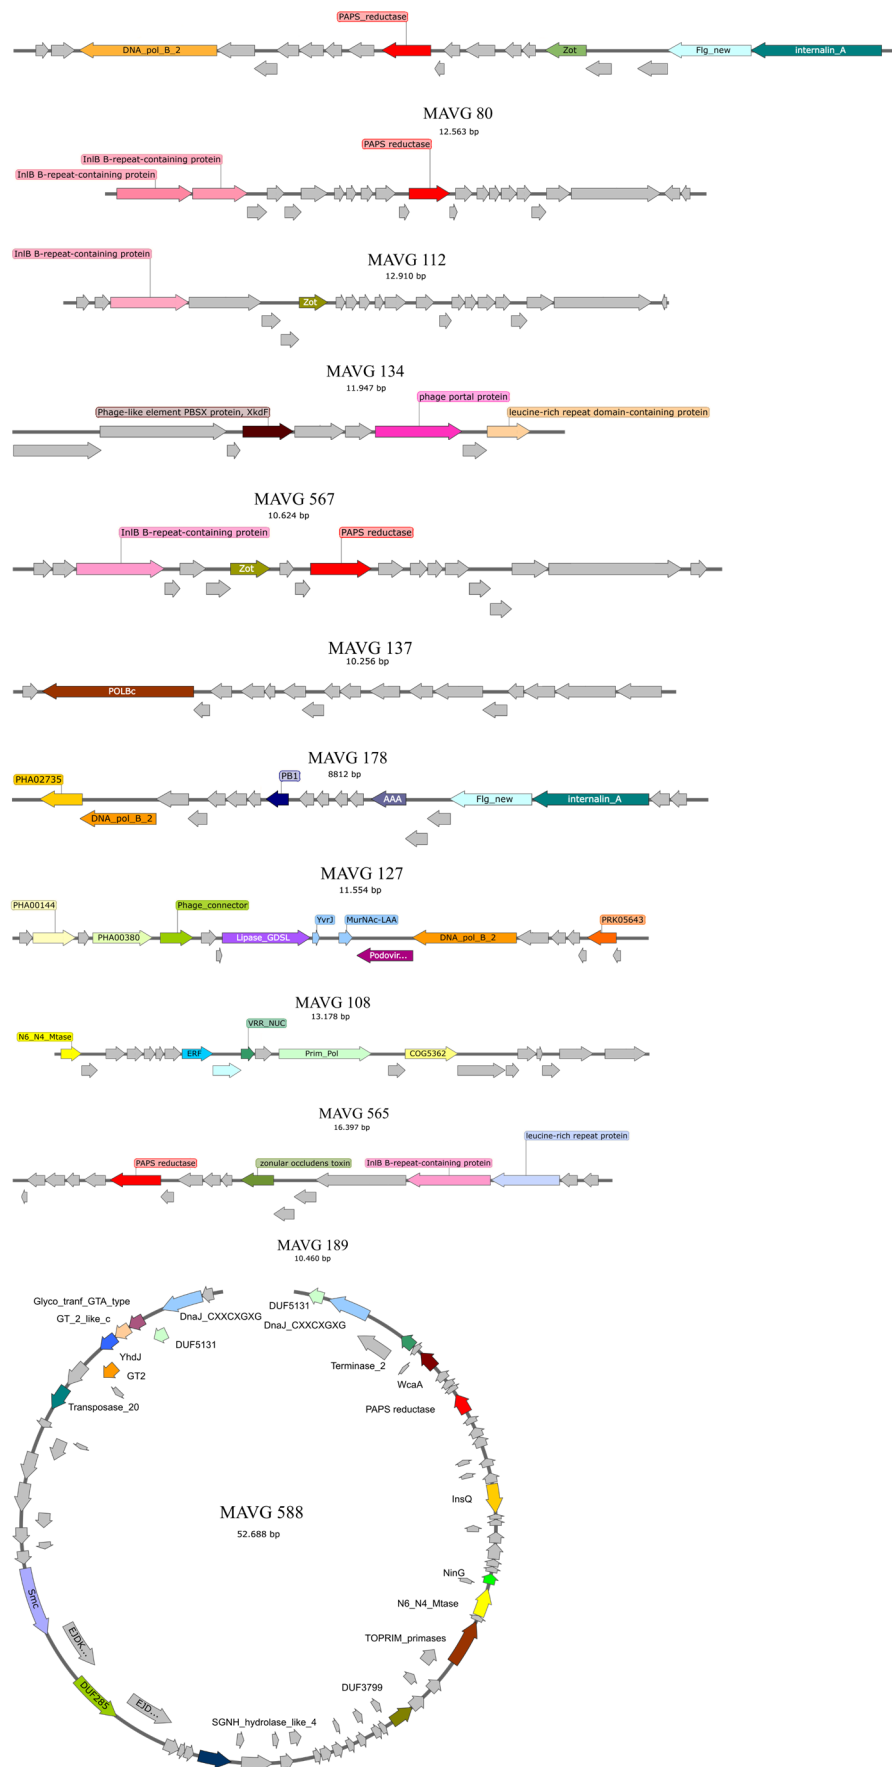 PAPS_reductase
DNA_pol_B_2
Zot
Flg_new
internalin_A
MAVG 80
12.563 bp
PAPS reductase
InlB B-repeat-containing protein
InlB B-repeat-containing protein
MAVG 112
12.910 bp
InlB B-repeat-containing protein
Zot
MAVG 134
11.947 bp
phage portal protein
Phage-like element PBSX protein, XkdF
leucine-rich repeat domain-containing protein
MAVG 567
10.624 bp
InlB B-repeat-containing protein
PAPS reductase
Zot
MAVG 137
10.256 bp
POLBc
MAVG 178
8812 bp
PHA02735
PB1
AAA
Flg_new
internalin_A
DNA_pol_B_2
MAVG 127
11.554 bp
PHA00144
Phage_connector
YvrJ
MurNAc-LAA
PRK05643
PHA00380
Lipase_GDSL
DNA_pol_B_2
Podovir...
MAVG 108
13.178 bp
VRR_NUC
N6_N4_Mtase
ERF
Prim_Pol
COG5362
MAVG 565
16.397 bp
leucine-rich repeat protein
PAPS reductase
zonular occludens toxin
InlB B-repeat-containing protein
MAVG 189
10.460 bp
Glyco_tranf_GTA_type
DUF5131
GT_2_like_c
DnaJ_CXXCXGXG
DnaJ_CXXCXGXG
DUF5131
YhdJ
Terminase_2
GT2
WcaA
Transposase_20
PAPS reductase
InsQ
MAVG 588
52.688 bp
NinG
Smc
N6_N4_Mtase
EJDK...
TOPRIM_primases
DUF285
DUF3799
EJD...
SGNH_hydrolase_like_4